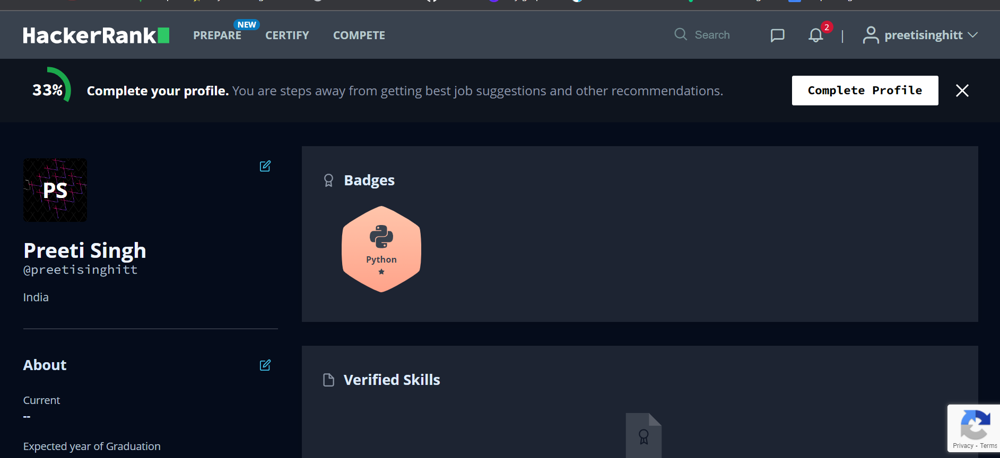 HackerRank
PREPARE
NEW
CERTIFY
COMPETE
Search
2
preetisinghitt
33%
Complete your profile. You are steps away from getting best job suggestions and other recommendations.
Complete Profile
PS
Preeti Singh
@preetisinghitt
India
About
Current
--
Expected year of Graduation
Badges
Python
Verified Skills
Privacy - Terms